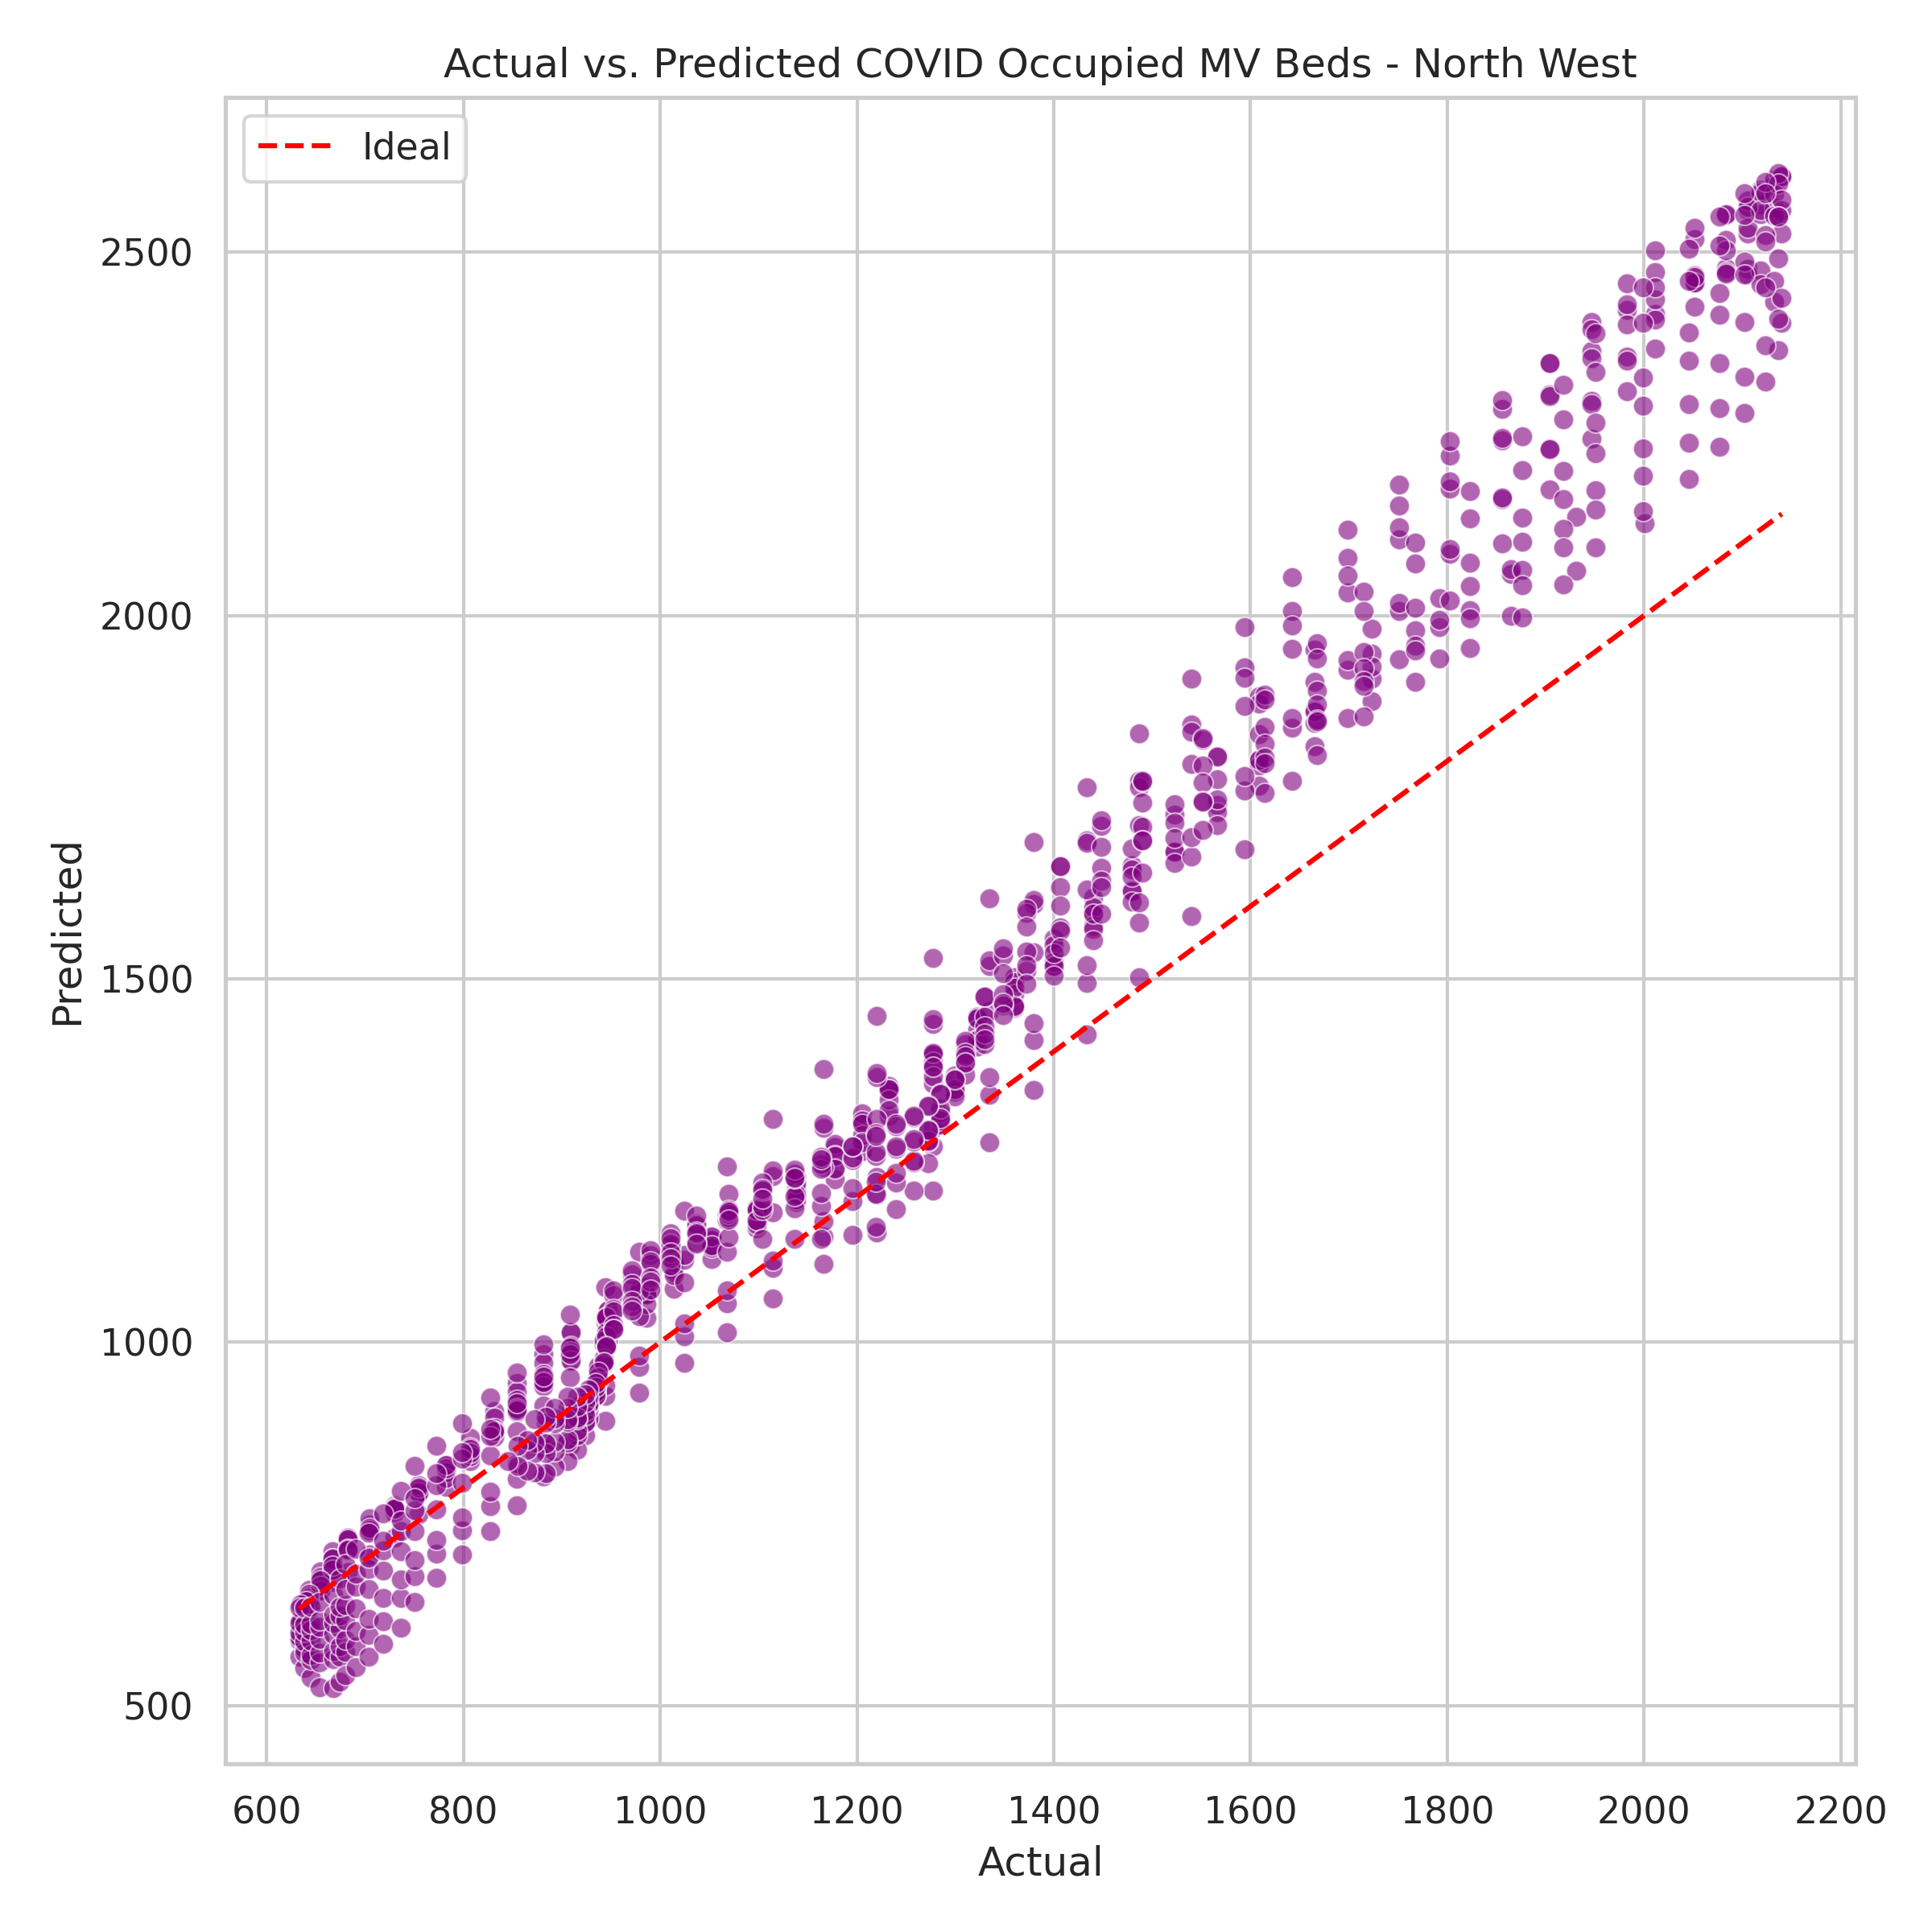 Actual vs. Predicted COVID Occupied MV Beds - North West
Ideal
2500
2000
1500
1000
500
Predicted
600 800 1000 1200 1400 1600 1800 2000 2200
Actual